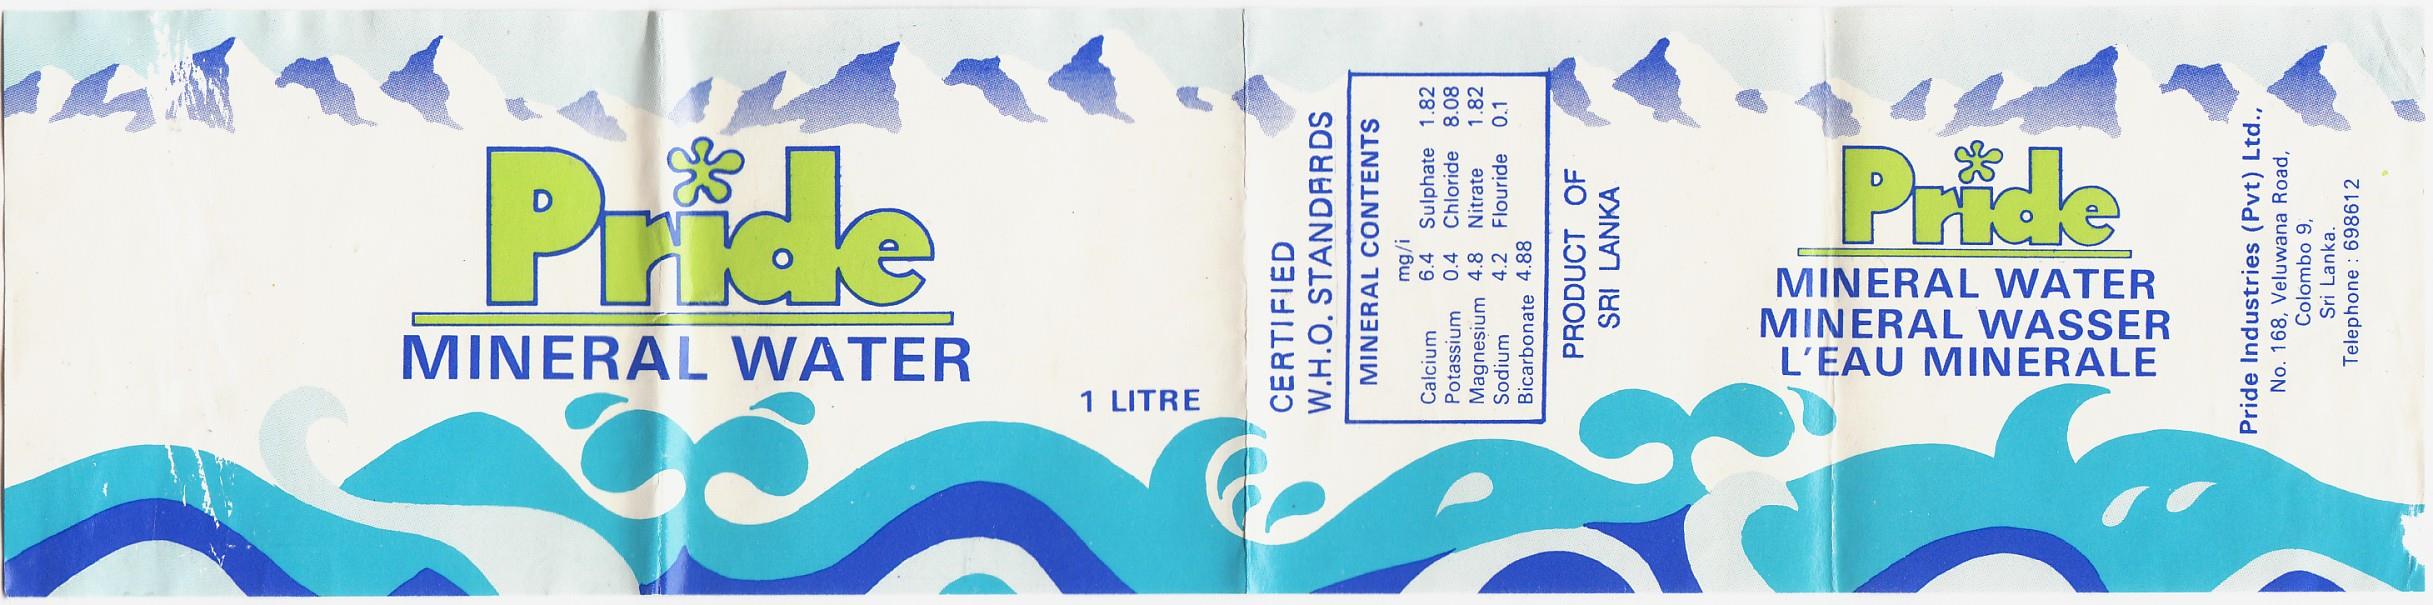 Pride
MINERAL WATER
1 LITRE
CERTIFIED
W.H.O. STANDARDS
MINERAL CONTENTS
mg/i
Calcium 6.4 Sulphate 1.82
Potassium 0.4 Chloride 8.08
Magnesium 4.8 Nitrate 1.82
Sodium 4.2 Flouride 0.1
Bicarbonate 4.88
PRODUCT OF
SRI LANKA
Pride
MINERAL WATER
MINERAL WASSER
L'EAU MINERALE
Pride Industries (Pvt) Ltd.,
No. 168, Veluwana Road,
Colombo 9,
Sri Lanka.
Telephone : 698612